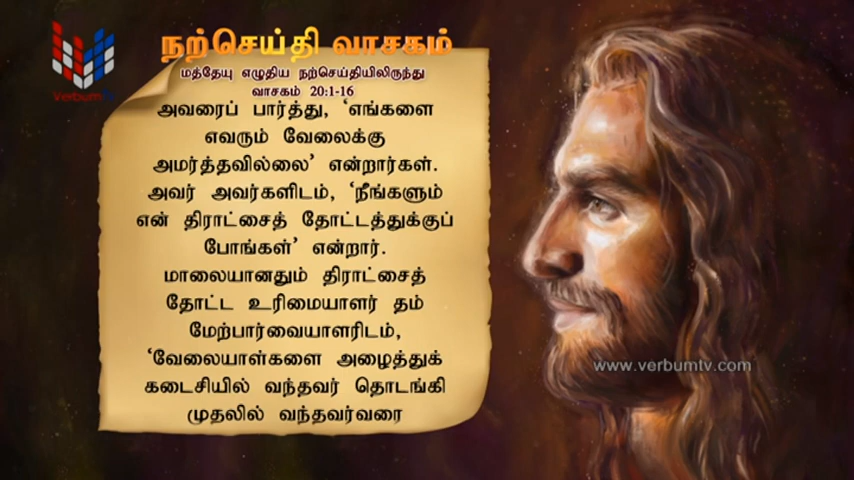 VerbumTv
நற்செய்தி வாசகம்
மத்தேயு எழுதிய நற்செய்தியிலிருந்து
வாசகம் 20:1-16
அவரைப் பார்த்து, ‘எங்களை
எவரும் வேலைக்கு
அமர்த்தவில்லை’ என்றார்கள்.
அவர் அவர்களிடம், ‘நீங்களும்
என் திராட்சைத் தோட்டத்துக்குப்
போங்கள்’ என்றார்.
மாலையானதும் திராட்சைத்
தோட்ட உரிமையாளர் தம்
மேற்பார்வையாளரிடம்,
‘வேலையாள்களை அழைத்துக்
கடைசியில் வந்தவர் தொடங்கி
முதலில் வந்தவர்வரை
www.verbumtv.com